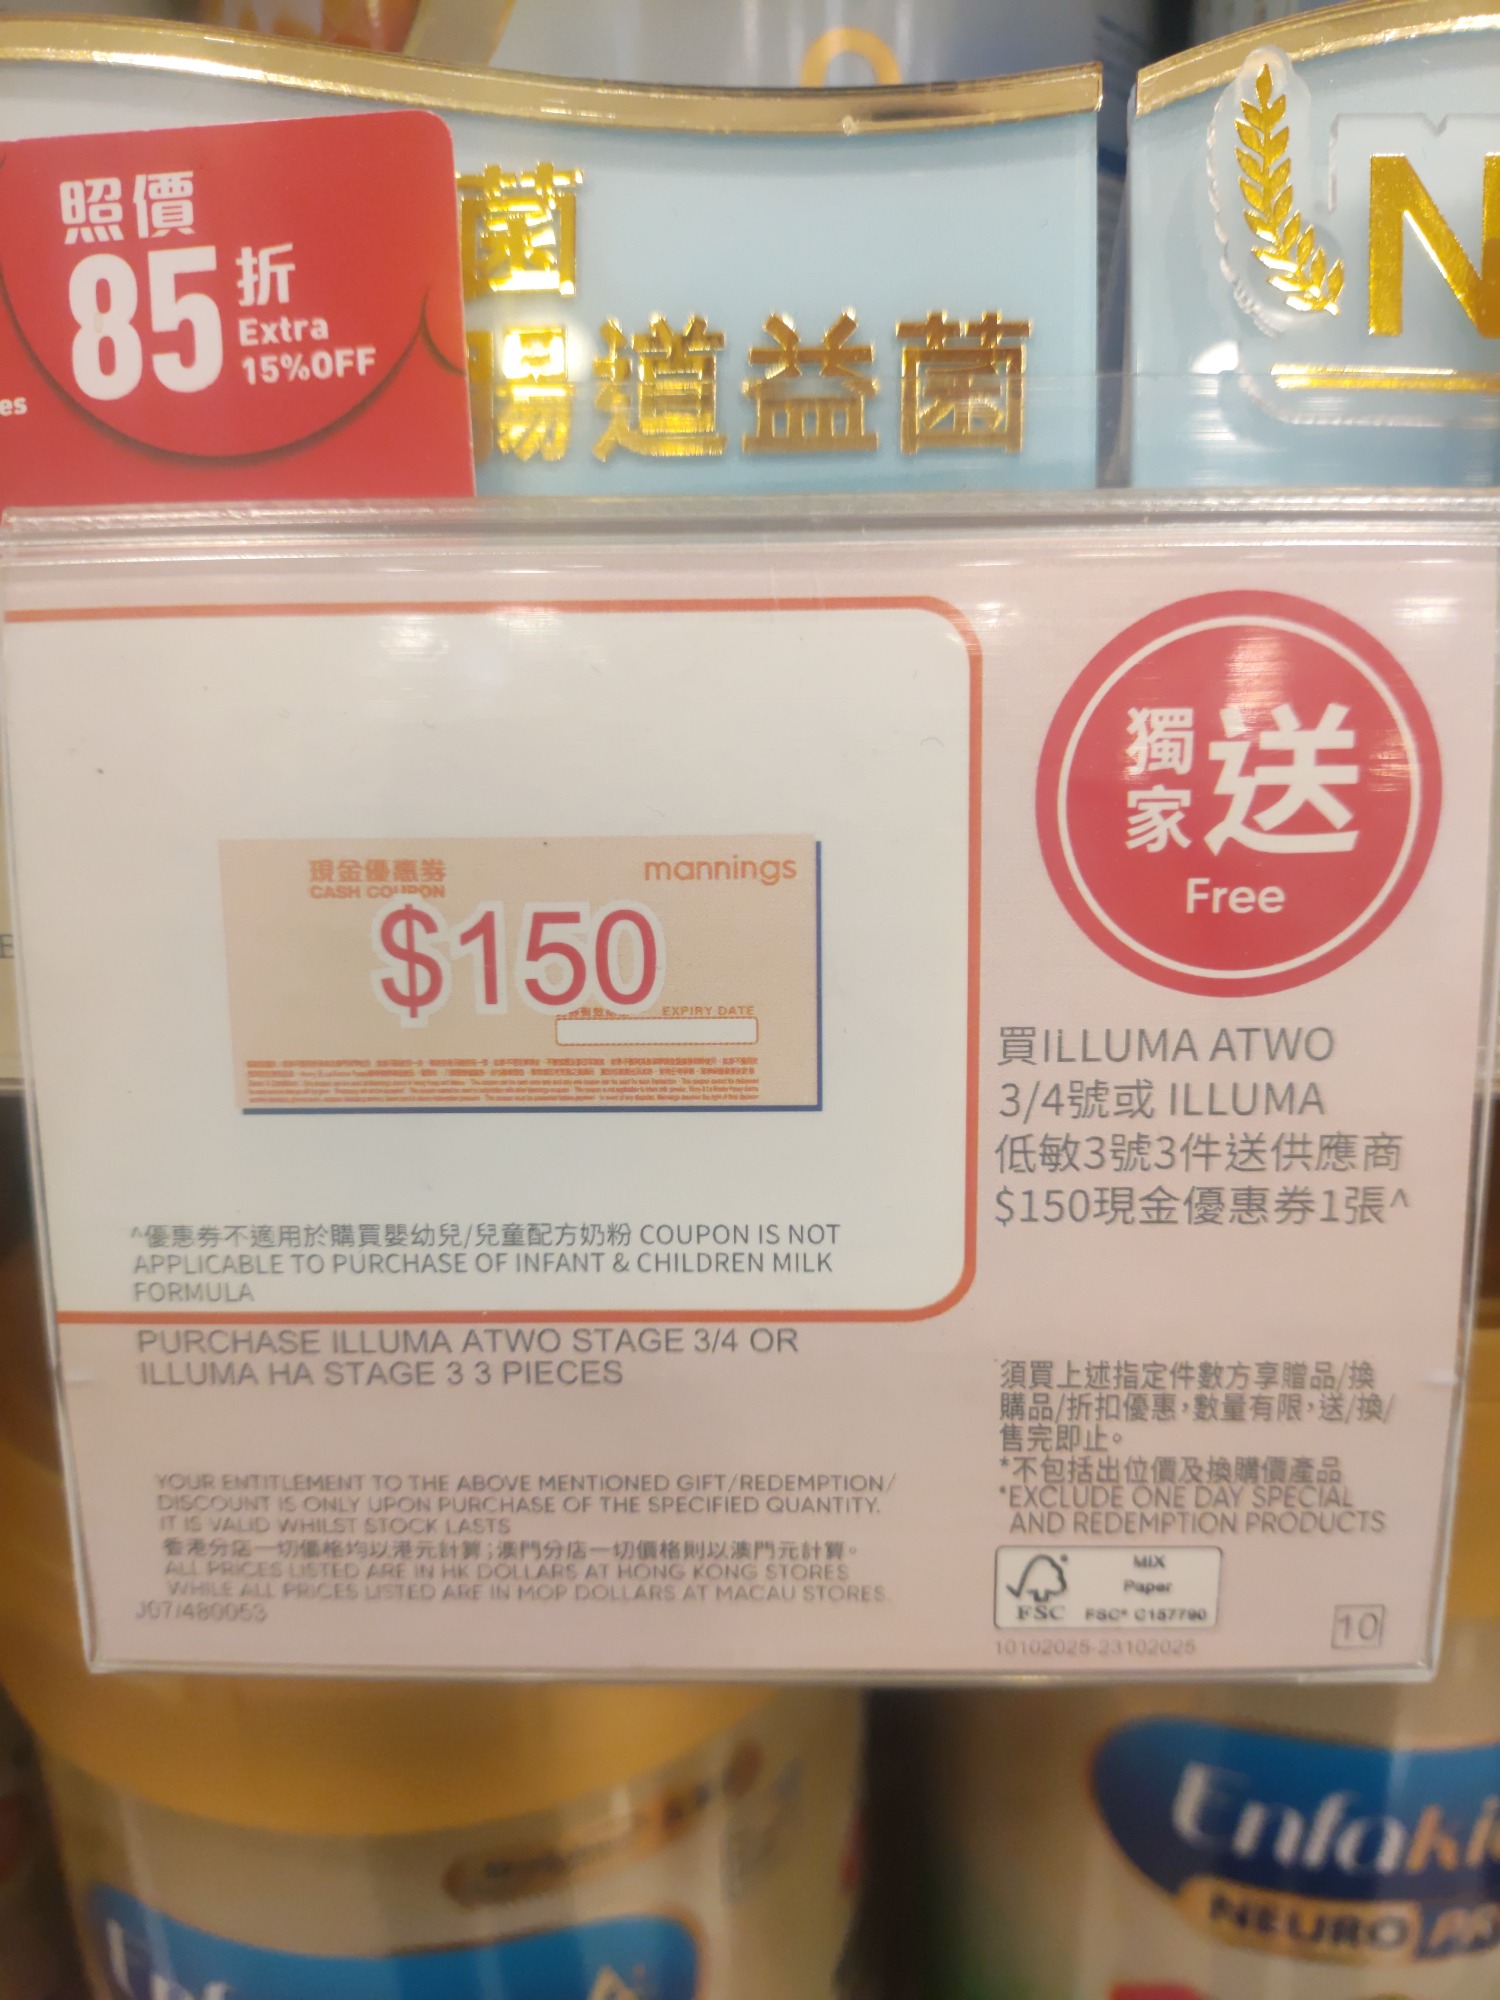 照價
85折
Extra
15%OFF
es
菌
腸道益菌
N
獨家送
Free
現金優惠券
mannings
CASH COUPON
$150
EXPIRY DATE
買ILLUMA ATWO
3/4號或 ILLUMA
低敏3號3件送供應商
$150現金優惠券1張^
^優惠券不適用於購買嬰幼兒/兒童配方奶粉 COUPON IS NOT
APPLICABLE TO PURCHASE OF INFANT & CHILDREN MILK
FORMULA
PURCHASE ILLUMA ATWO STAGE 3/4 OR
ILLUMA HA STAGE 3 3 PIECES
須買上述指定件數方享贈品/換
購品/折扣優惠，數量有限，送/換/
售完即止。
*不包括出位價及換購價產品
*EXCLUDE ONE DAY SPECIAL
AND REDEMPTION PRODUCTS
YOUR ENTITLEMENT TO THE ABOVE MENTIONED GIFT/REDEMPTION/
DISCOUNT IS ONLY UPON PURCHASE OF THE SPECIFIED QUANTITY.
IT IS VALID WHILST STOCK LASTS
香港分店一切價格均以港元計算；澳門分店一切價格則以澳門元計算。
ALL PRICES LISTED ARE IN HK DOLLARS AT HONG KONG STORES
WHILE ALL PRICES LISTED ARE IN MOP DOLLARS AT MACAU STORES.
J07/480053
MIX
Paper
FSC
FSC® C157790
10102025-23102025
10
Enfaki
NEURO